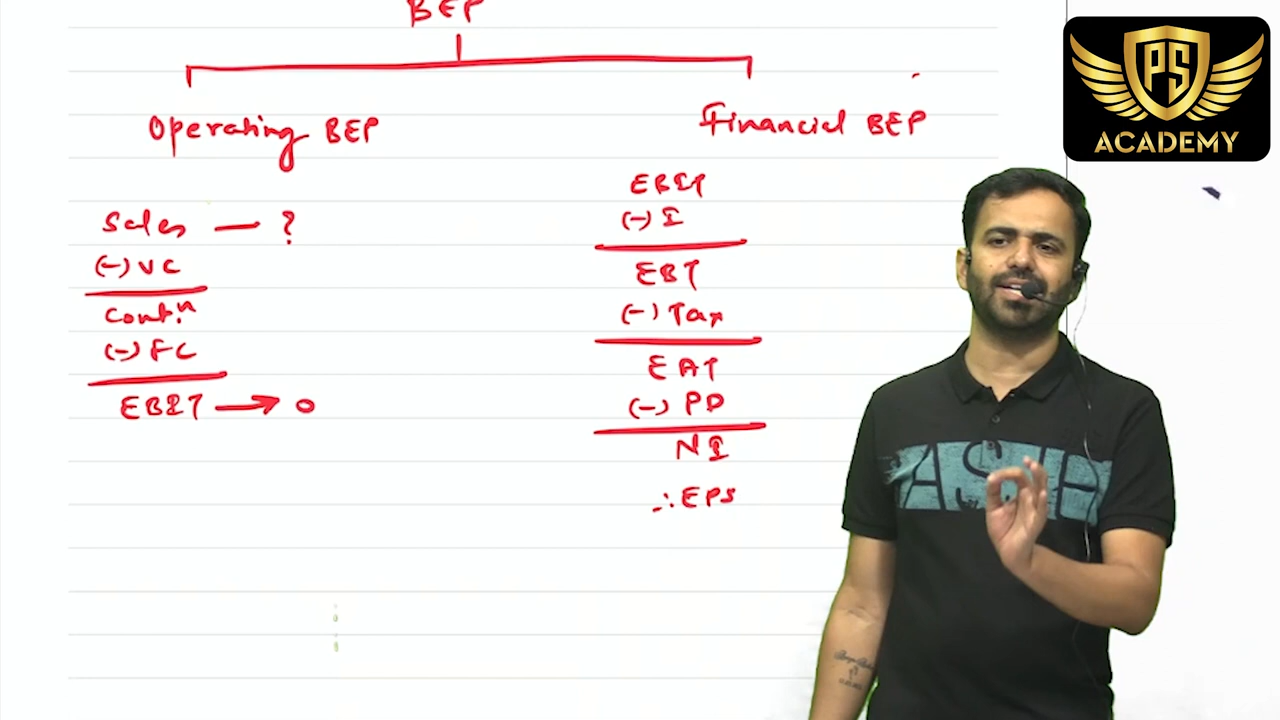 BEP
Operating BEP
Sales — ?
(-) VC
Contⁿ
(-) FC
EBIT → 0
Financial BEP
EBIT
(-) I
EBT
(-) Tax
EAT
(-) PD
NI
∴ EPS
PS
ACADEMY